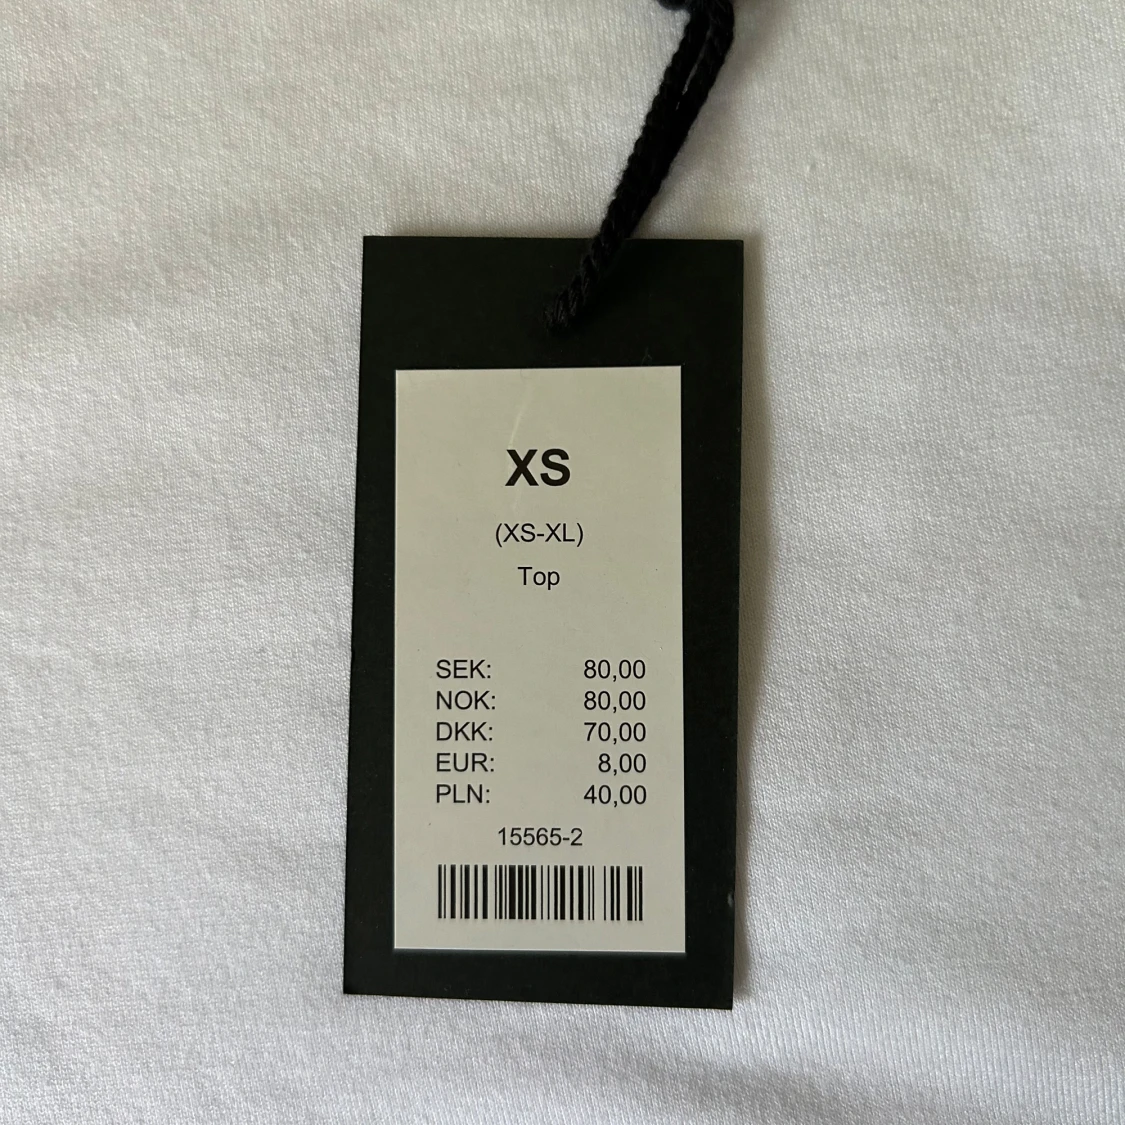 XS
(XS-XL)
Top
SEK: 80,00
NOK: 80,00
DKK: 70,00
EUR: 8,00
PLN: 40,00
15565-2